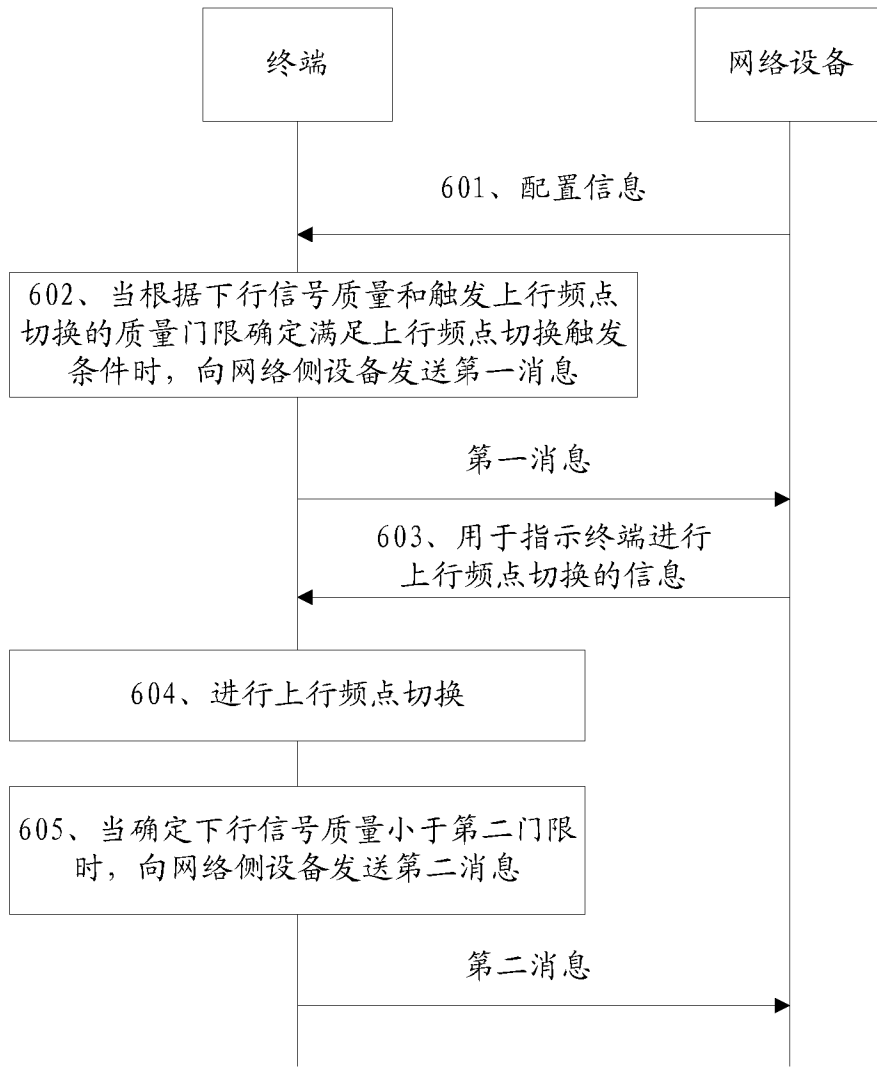 终端
网络设备
601、配置信息
602、当根据下行信号质量和触发上行频点
切换的质量门限确定满足上行频点切换触发
条件时，向网络侧设备发送第一消息
第一消息
603、用于指示终端进行
上行频点切换的信息
604、进行上行频点切换
605、当确定下行信号质量小于第二门限
时，向网络侧设备发送第二消息
第二消息